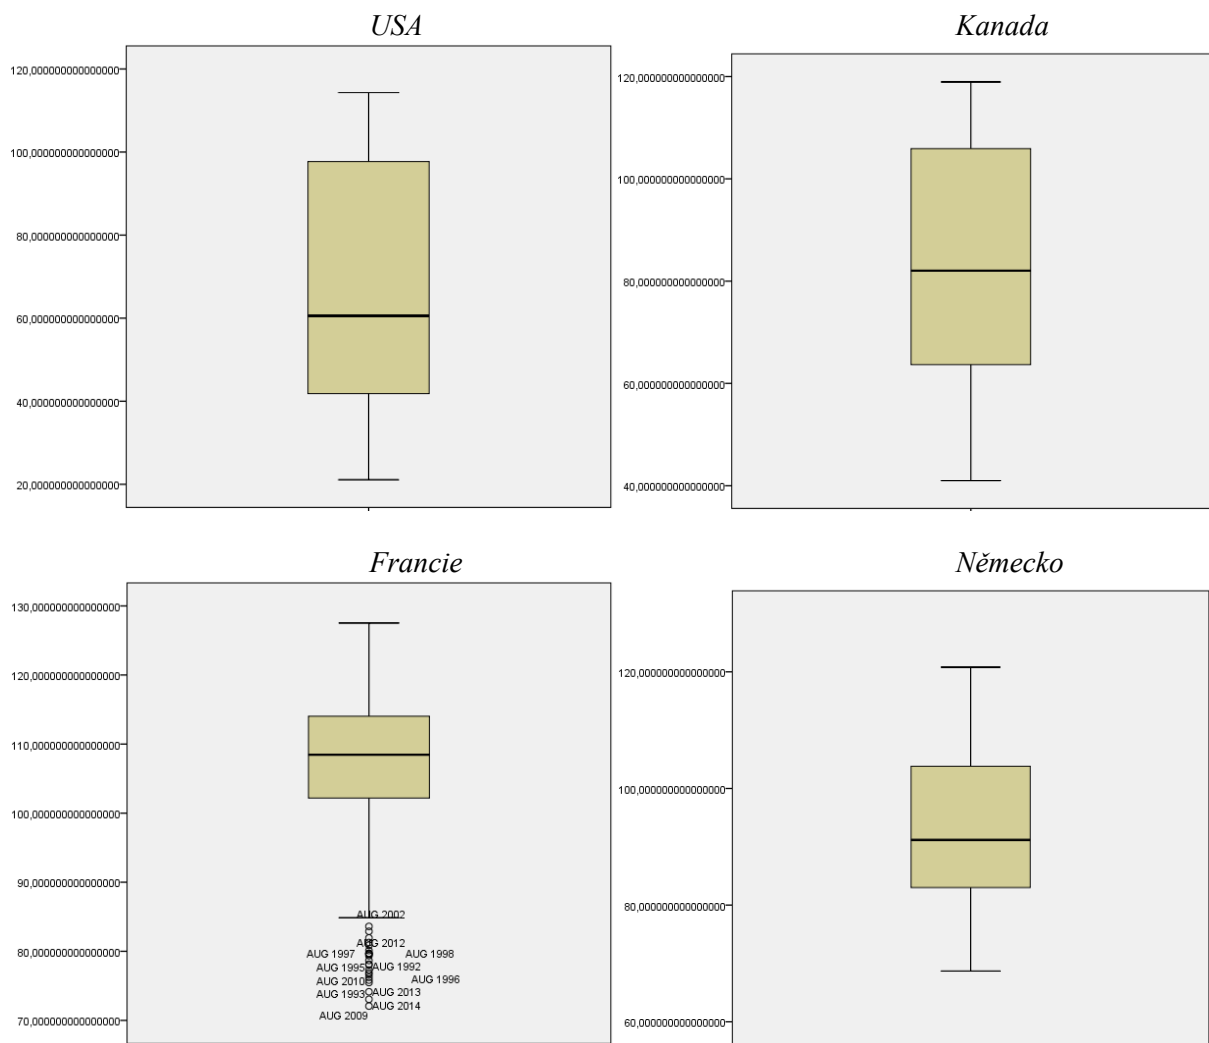 USA
120,000000000000000
100,000000000000000
80,000000000000000
60,000000000000000
40,000000000000000
20,000000000000000
Kanada
120,000000000000000
100,000000000000000
80,000000000000000
60,000000000000000
40,000000000000000
Francie
130,000000000000000
120,000000000000000
110,000000000000000
100,000000000000000
90,000000000000000
80,000000000000000
70,000000000000000
AUG 2002
AUG 2012
AUG 1997
AUG 1998
AUG 1995
AUG 1992
AUG 2010
AUG 1996
AUG 1993
AUG 2013
AUG 2014
AUG 2009
Německo
120,000000000000000
100,000000000000000
80,000000000000000
60,000000000000000